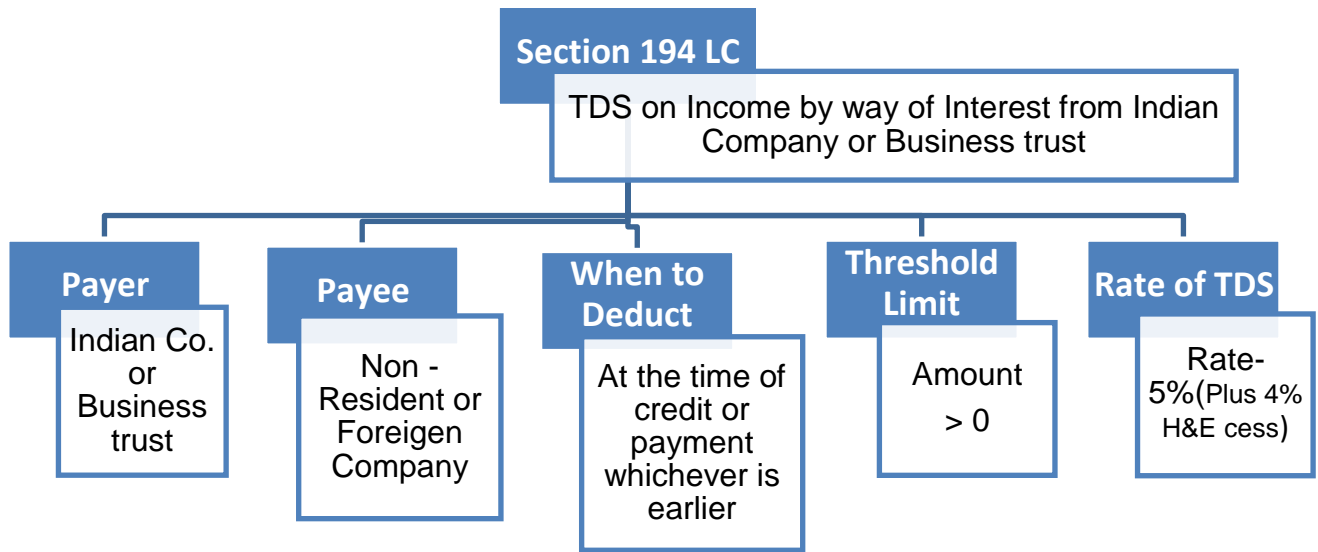 Section 194 LC
TDS on Income by way of Interest from Indian
Company or Business trust
Payer
Indian Co.
or
Business
trust
Payee
Non -
Resident or
Foreigen
Company
When to
Deduct
At the time of
credit or
payment
whichever is
earlier
Threshold
Limit
Amount
> 0
Rate of TDS
Rate-
5%(Plus 4%
H&E cess)